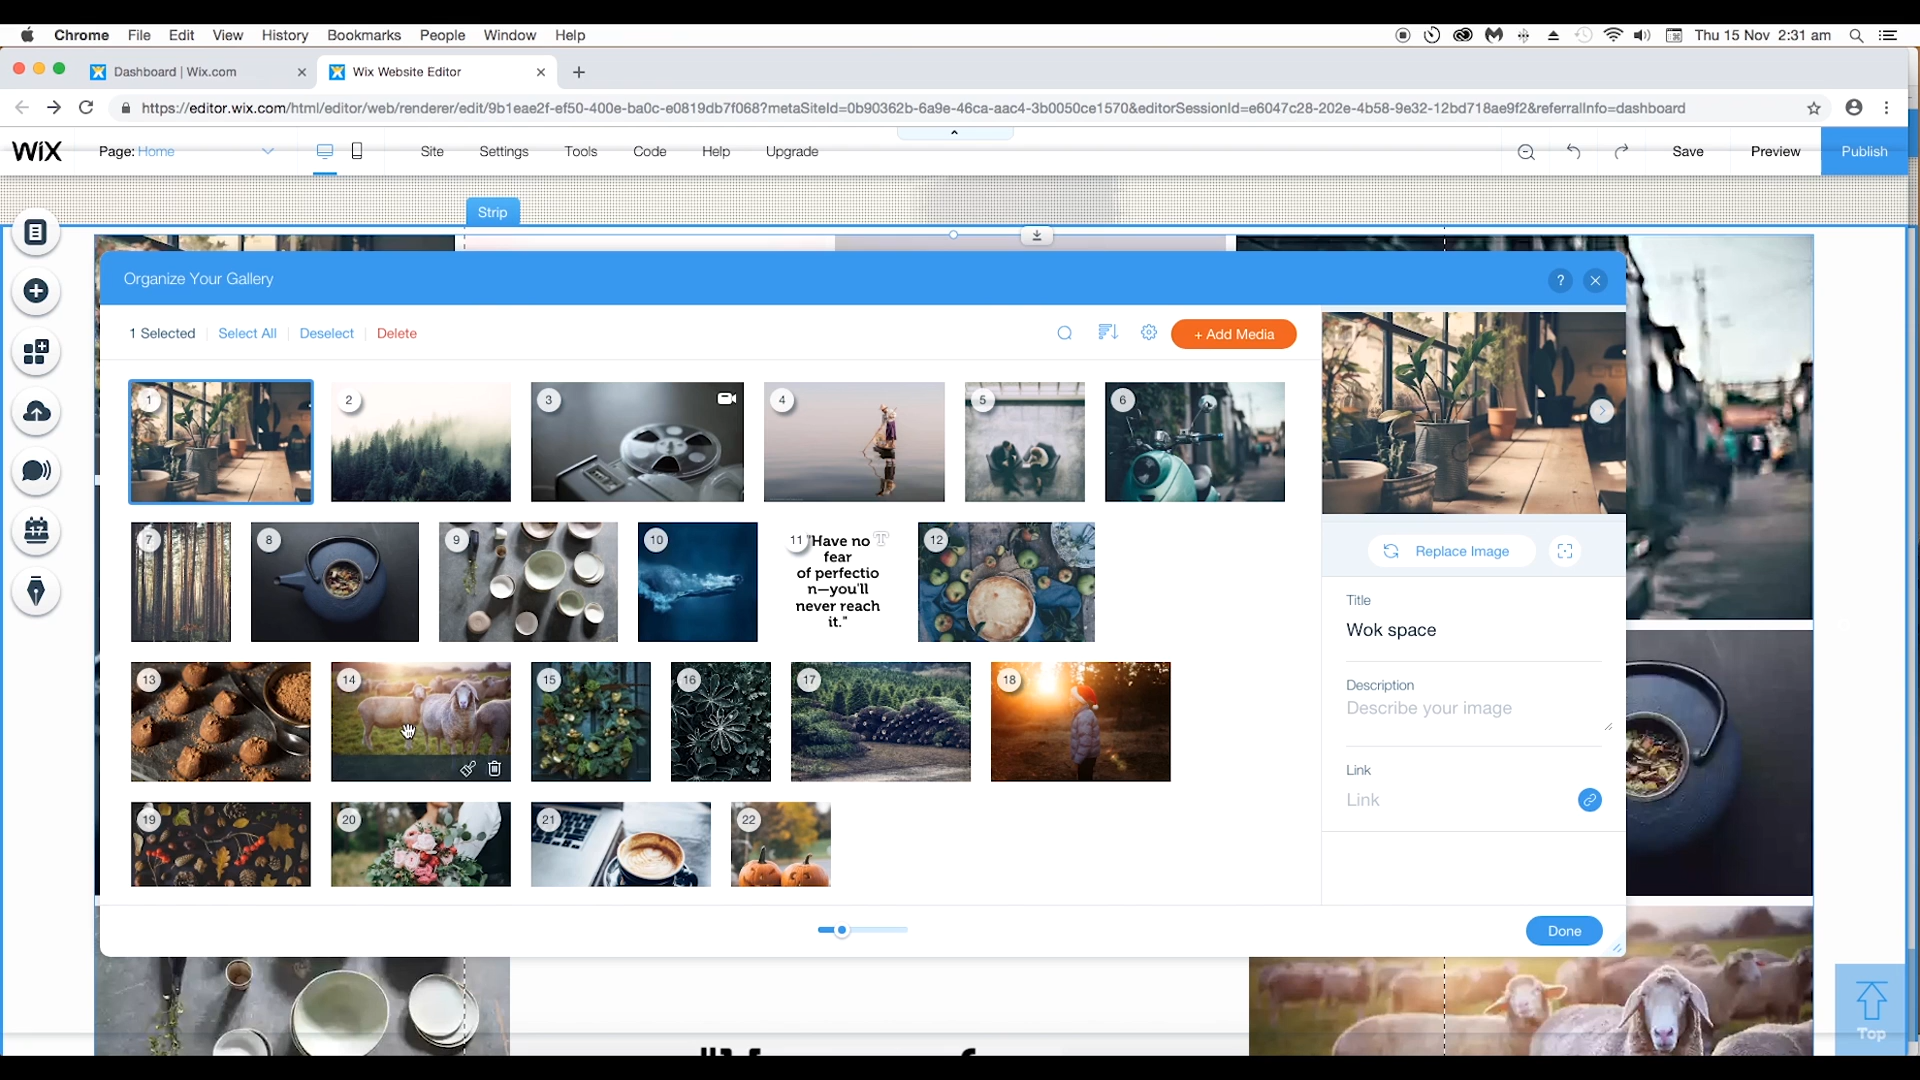 Chrome File Edit View History Bookmarks People Window Help Thu 15 Nov 2:31 am
Dashboard | Wix.com Wix Website Editor
https://editor.wix.com/html/editor/web/renderer/edit/9b1eae2f-ef50-400e-ba0c-e0819db7f068?metaSiteId=0b90362b-6a9e-46ca-aac4-3b0050ce1570&editorSessionId=e6047c28-202e-4b58-9e32-12bd718ae9f2&referralInfo=dashboard
WiX Page: Home Site Settings Tools Code Help Upgrade Save Preview Publish
Strip
Organize Your Gallery ?
1 Selected Select All Deselect Delete + Add Media
1 2 3 4 5 6
7 8 9 10 11 12
"Have no
fear
of perfectio
n—you'll
never reach
it."
Replace Image
Title
Wok space
13 14 15 16 17 18
Description
Describe your image
Link
Link
19 20 21 22
Done
Top